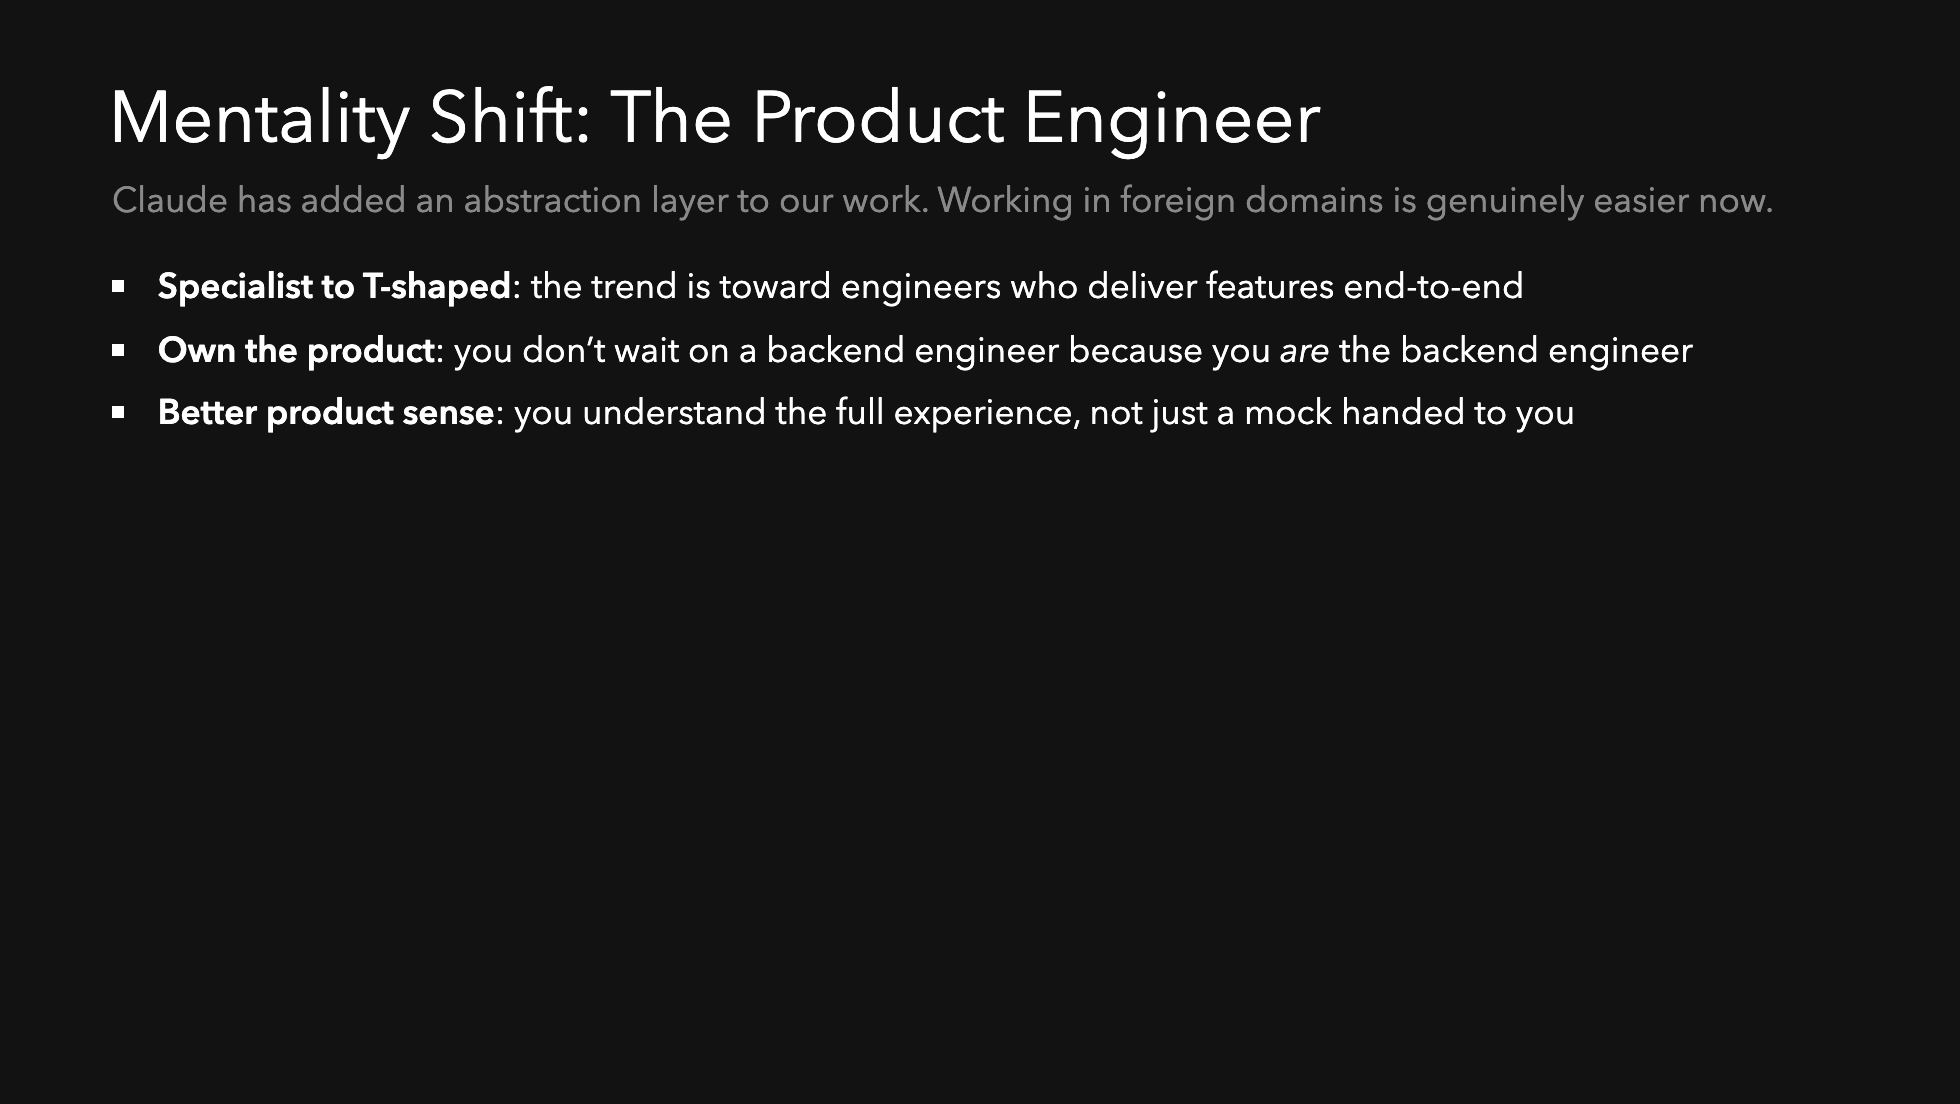 Mentality Shift: The Product Engineer
Claude has added an abstraction layer to our work. Working in foreign domains is genuinely easier now.
▪ Specialist to T-shaped: the trend is toward engineers who deliver features end-to-end
▪ Own the product: you don’t wait on a backend engineer because you are the backend engineer
▪ Better product sense: you understand the full experience, not just a mock handed to you